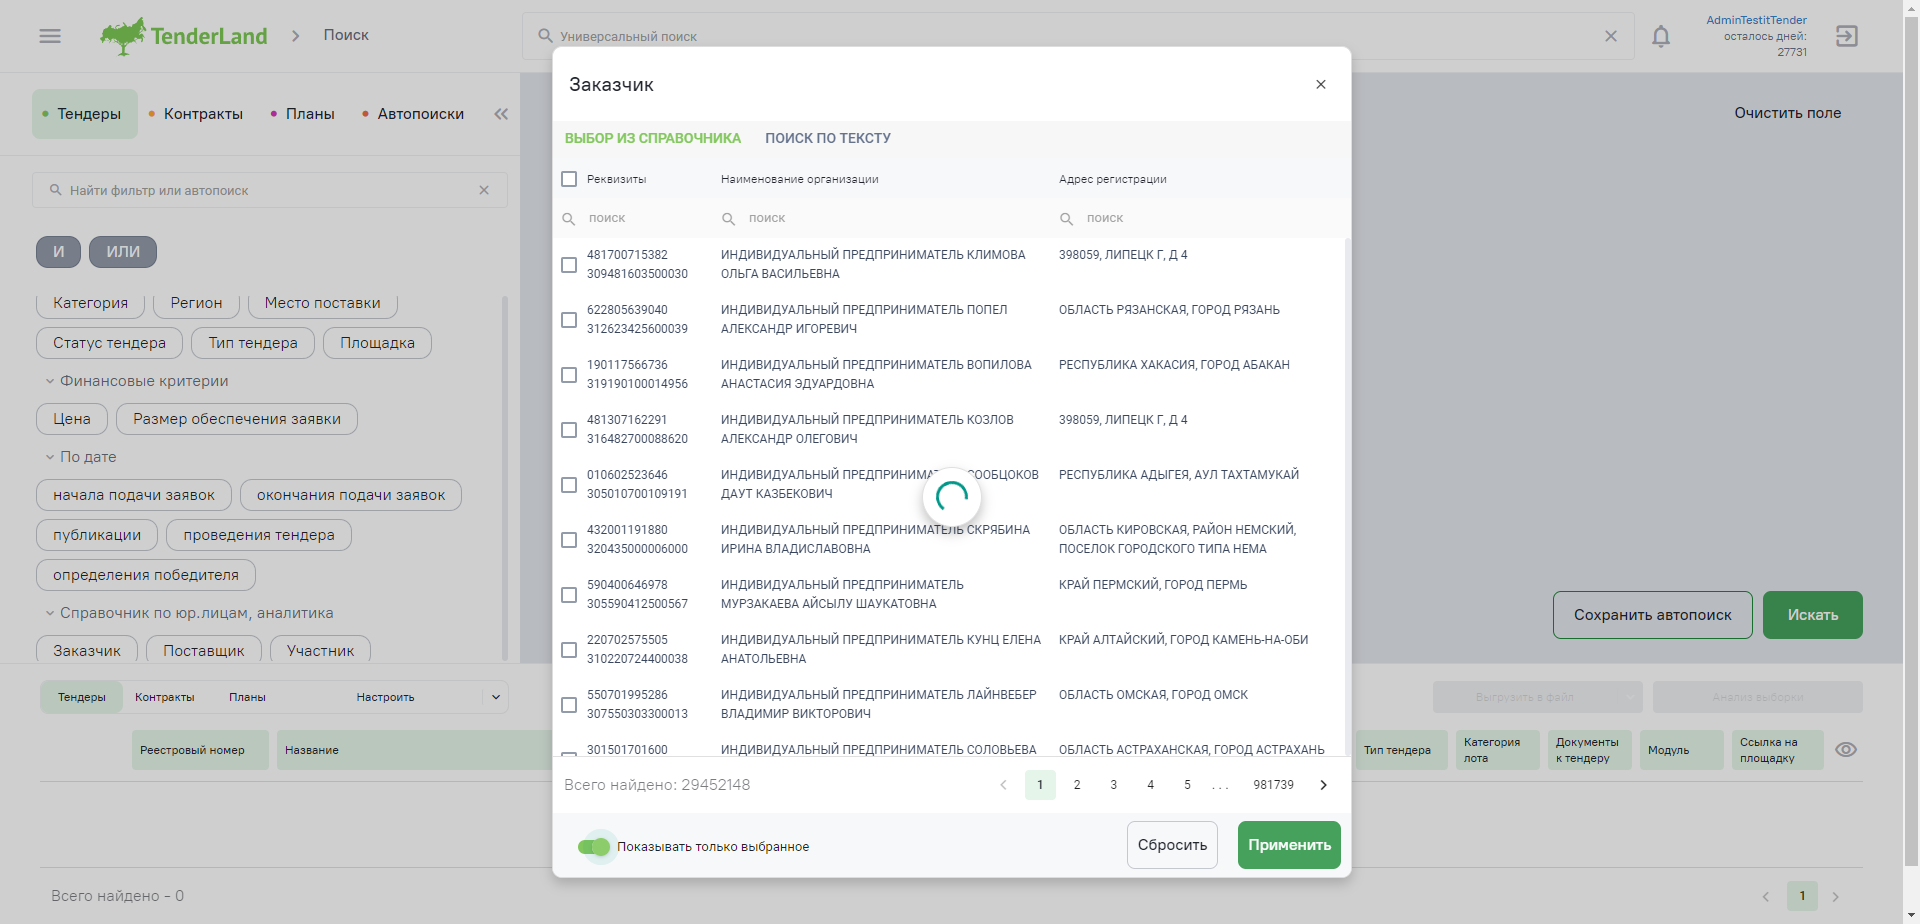 TenderLand
Поиск
Универсальный поиск
AdminTestitTender
осталось дней:
27731
Тендеры
Контракты
Планы
Автопоиски
Очистить поле
Найти фильтр или автопоиск
И
ИЛИ
Категория
Регион
Место поставки
Статус тендера
Тип тендера
Площадка
Финансовые критерии
Цена
Размер обеспечения заявки
По дате
начала подачи заявок
окончания подачи заявок
публикации
проведения тендера
определения победителя
Справочник по юр.лицам, аналитика
Заказчик
Поставщик
Участник
Заказчик
ВЫБОР ИЗ СПРАВОЧНИКА
ПОИСК ПО ТЕКСТУ
Реквизиты
Наименование организации
Адрес регистрации
поиск
поиск
поиск
481700715382
309481603500030
ИНДИВИДУАЛЬНЫЙ ПРЕДПРИНИМАТЕЛЬ КЛИМОВА
ОЛЬГА ВАСИЛЬЕВНА
398059, ЛИПЕЦК Г, Д 4
622805639040
312623425600039
ИНДИВИДУАЛЬНЫЙ ПРЕДПРИНИМАТЕЛЬ ПОПЕЛ
АЛЕКСАНДР ИГОРЕВИЧ
ОБЛАСТЬ РЯЗАНСКАЯ, ГОРОД РЯЗАНЬ
190117566736
319190100014956
ИНДИВИДУАЛЬНЫЙ ПРЕДПРИНИМАТЕЛЬ ВОПИЛОВА
АНАСТАСИЯ ЭДУАРДОВНА
РЕСПУБЛИКА ХАКАСИЯ, ГОРОД АБАКАН
481307162291
316482700088620
ИНДИВИДУАЛЬНЫЙ ПРЕДПРИНИМАТЕЛЬ КОЗЛОВ
АЛЕКСАНДР ОЛЕГОВИЧ
398059, ЛИПЕЦК Г, Д 4
010602523646
305010700109191
ИНДИВИДУАЛЬНЫЙ ПРЕДПРИНИМАТЕЛЬ СООБЦОКОВ
ДАУТ КАЗБЕКОВИЧ
РЕСПУБЛИКА АДЫГЕЯ, АУЛ ТАХТАМУКАЙ
432001191880
320435000006000
ИНДИВИДУАЛЬНЫЙ ПРЕДПРИНИМАТЕЛЬ СКРЯБИНА
ИРИНА ВЛАДИСЛАВОВНА
ОБЛАСТЬ КИРОВСКАЯ, РАЙОН НЕМСКИЙ,
ПОСЕЛОК ГОРОДСКОГО ТИПА НЕМА
590400646978
305590412500567
ИНДИВИДУАЛЬНЫЙ ПРЕДПРИНИМАТЕЛЬ
МУРЗАКАЕВА АЙСЫЛУ ШАУКАТОВНА
КРАЙ ПЕРМСКИЙ, ГОРОД ПЕРМЬ
220702575505
310220724400038
ИНДИВИДУАЛЬНЫЙ ПРЕДПРИНИМАТЕЛЬ КУНЦ ЕЛЕНА
АНАТОЛЬЕВНА
КРАЙ АЛТАЙСКИЙ, ГОРОД КАМЕНЬ-НА-ОБИ
550701995286
307550303300013
ИНДИВИДУАЛЬНЫЙ ПРЕДПРИНИМАТЕЛЬ ЛАЙНВЕБЕР
ВЛАДИМИР ВИКТОРОВИЧ
ОБЛАСТЬ ОМСКАЯ, ГОРОД ОМСК
301501701600
ИНДИВИДУАЛЬНЫЙ ПРЕДПРИНИМАТЕЛЬ СОЛОВЬЕВА
ОБЛАСТЬ АСТРАХАНСКАЯ, ГОРОД АСТРАХАНЬ
Всего найдено: 29452148
1 2 3 4 5 ... 981739
Показывать только выбранное
Сбросить
Применить
Сохранить автопоиск
Искать
Тендеры
Контракты
Планы
Настроить
Выгрузить в файл
Анализ выборки
Реестровый номер
Название
Тип тендера
Категория
лота
Документы
к тендеру
Модуль
Ссылка на
площадку
Всего найдено - 0
1